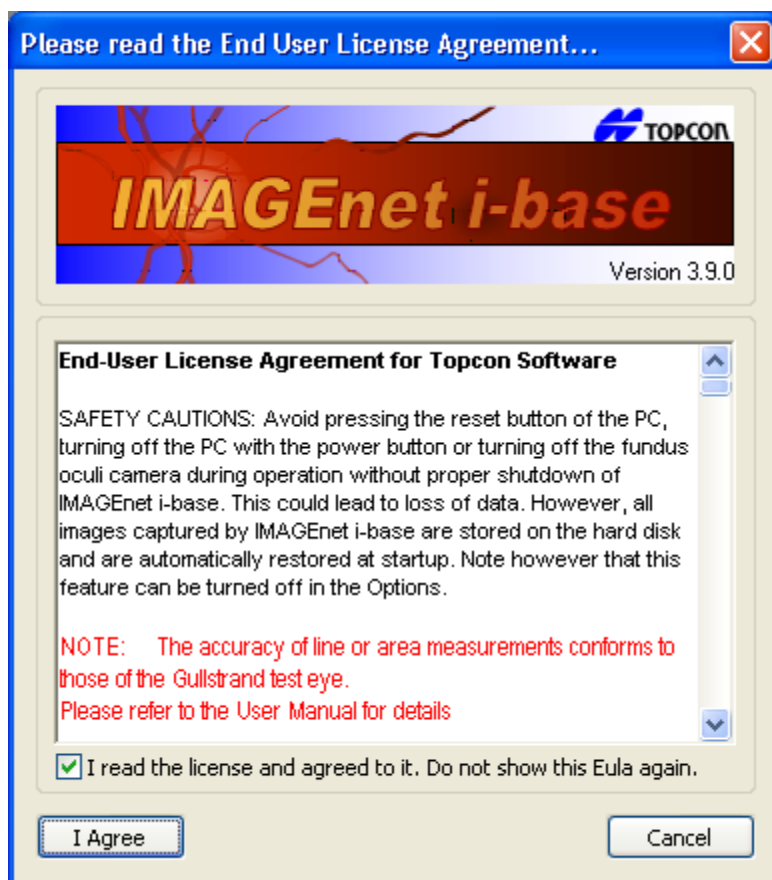 Please read the End User License Agreement...
TOPCON
IMAGEnet i-base
Version 3.9.0
End-User License Agreement for Topcon Software
SAFETY CAUTIONS: Avoid pressing the reset button of the PC,
turning off the PC with the power button or turning off the fundus
oculi camera during operation without proper shutdown of
IMAGEnet i-base. This could lead to loss of data. However, all
images captured by IMAGEnet i-base are stored on the hard disk
and are automatically restored at startup. Note however that this
feature can be turned off in the Options.
NOTE: The accuracy of line or area measurements conforms to
those of the Gullstrand test eye.
Please refer to the User Manual for details
I read the license and agreed to it. Do not show this Eula again.
I Agree
Cancel